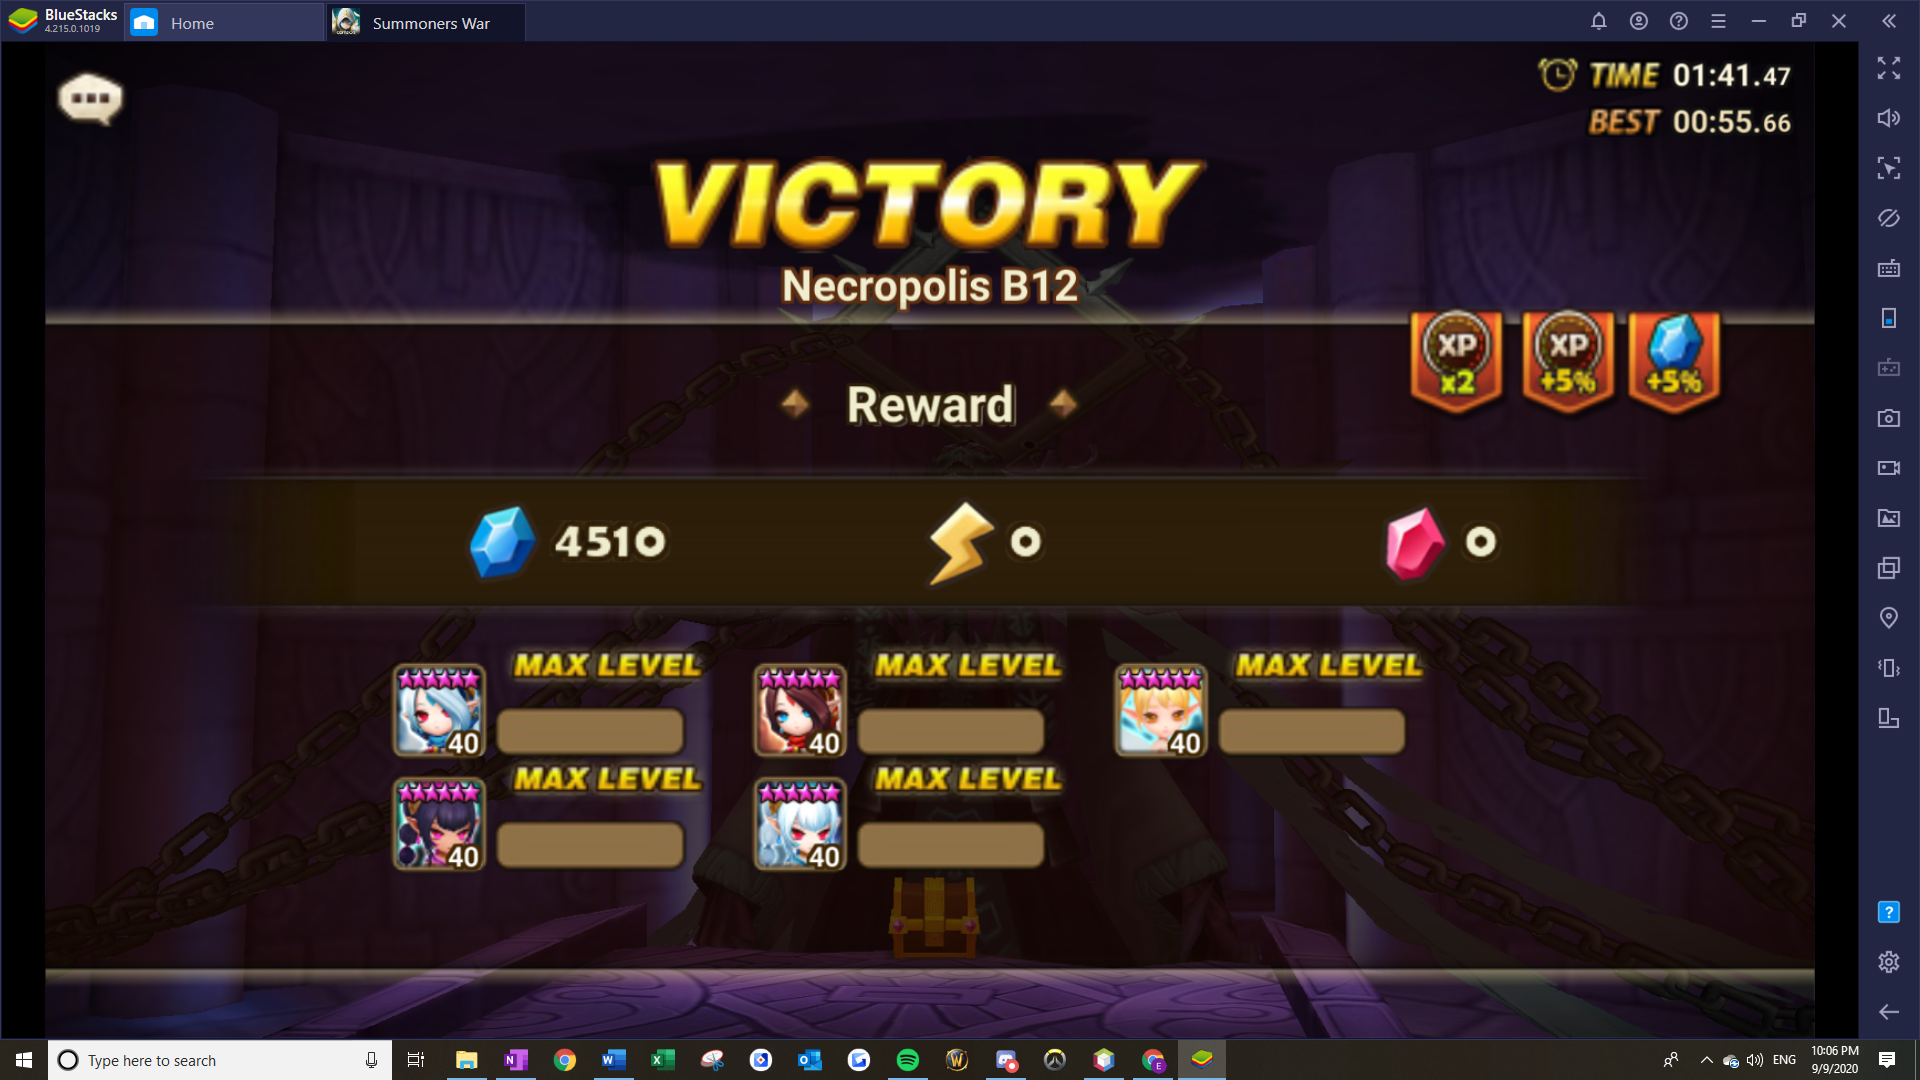 BlueStacks
4.215.0.1019
Home
Summoners War
TIME 01:41.47
BEST 00:55.66
VICTORY
Necropolis B12
XP x2
XP +5%
+5%
Reward
4510
0
0
MAX LEVEL
40
MAX LEVEL
40
MAX LEVEL
40
MAX LEVEL
40
MAX LEVEL
40
Type here to search
ENG
10:06 PM
9/9/2020